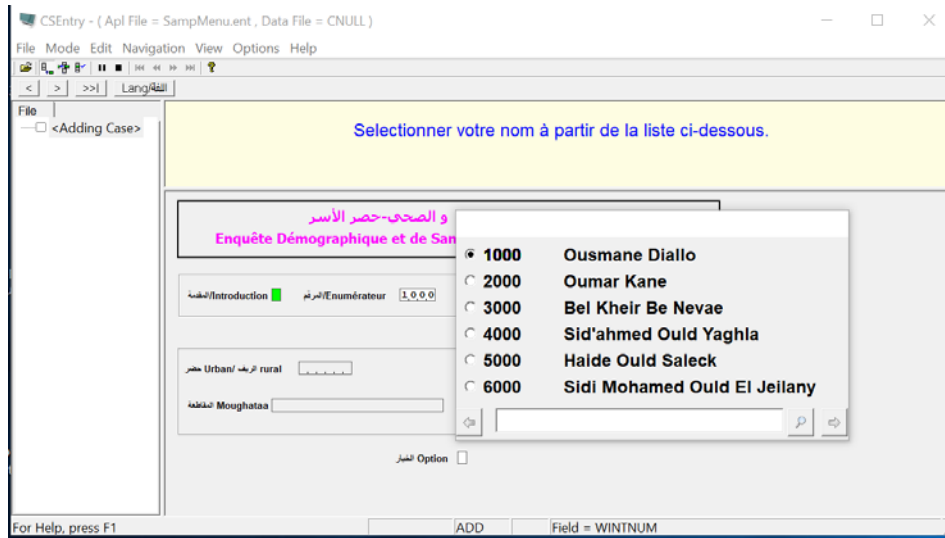 CSEntry - ( Apl File = SampMenu.ent , Data File = CNULL )
File Mode Edit Navigation View Options Help
< > >>| Lang/اللغة
File
<Adding Case>
Selectionner votre nom à partir de la liste ci-dessous.
و الصحي-حصر الأسر
Enquête Démographique et de San
المقدمة/Introduction المرقم/Enumérateur 1000
1000 Ousmane Diallo
2000 Oumar Kane
3000 Bel Kheir Be Nevae
4000 Sid'ahmed Ould Yaghla
5000 Haide Ould Saleck
6000 Sidi Mohamed Ould El Jeilany
حضر Urban/ الريف rural
المقاطعة Moughataa
الخيار Option
For Help, press F1 ADD Field = WINTNUM